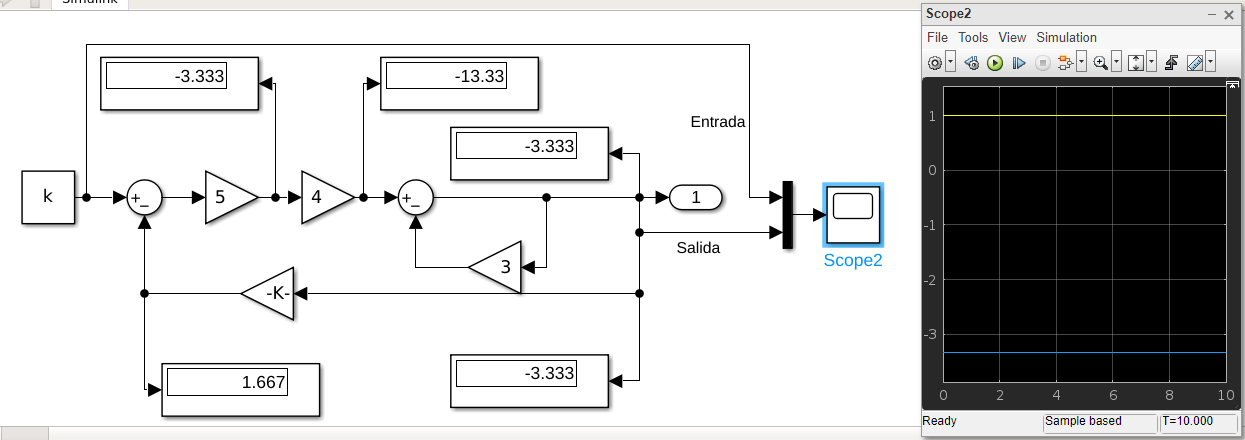 Simulink
-3.333
-13.33
-3.333
Entrada
k
+
_
5
4
+
_
1
Salida
3
-K-
Scope2
1.667
-3.333
Scope2
File Tools View Simulation
1
0
-1
-2
-3
0 2 4 6 8 10
Ready Sample based T=10.000